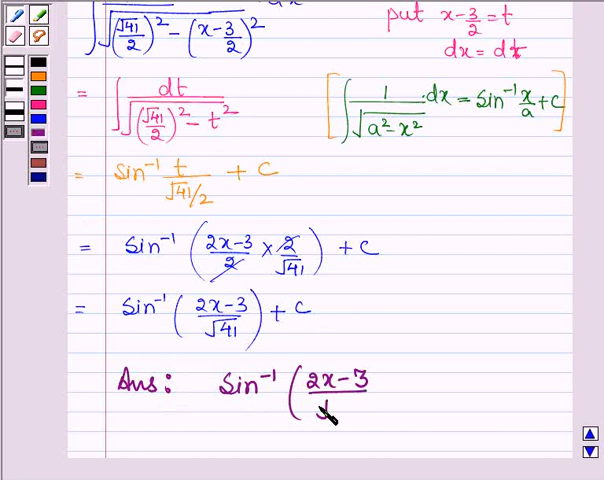 ∫ 1/√((√41/2)² − (x−3/2)²) dx
put x−3/2 = t
dx = dt
= ∫ dt/√((√41/2)² − t²) [∫ 1/√(a²−x²) . dx = Sin⁻¹ x/a + C]
= Sin⁻¹ t/(√41/2) + C
= Sin⁻¹ ((2x−3)/2 × 2/√41) + C
= Sin⁻¹ ((2x−3)/√41) + C
Ans: Sin⁻¹ ((2x−3)/√